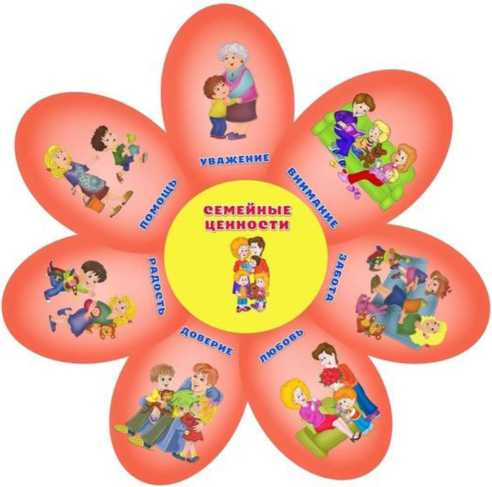 СЕМЕЙНЫЕ
ЦЕННОСТИ
УВАЖЕНИЕ
ВНИМАНИЕ
ЗАБОТА
ЛЮБОВЬ
ДОВЕРИЕ
РАДОСТЬ
ПОМОЩЬ